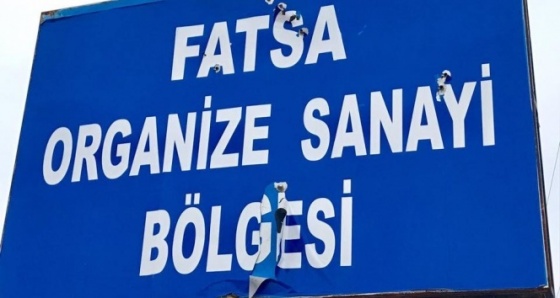 FATSA
ORGANİZE SANAYİ
BÖLGESİ